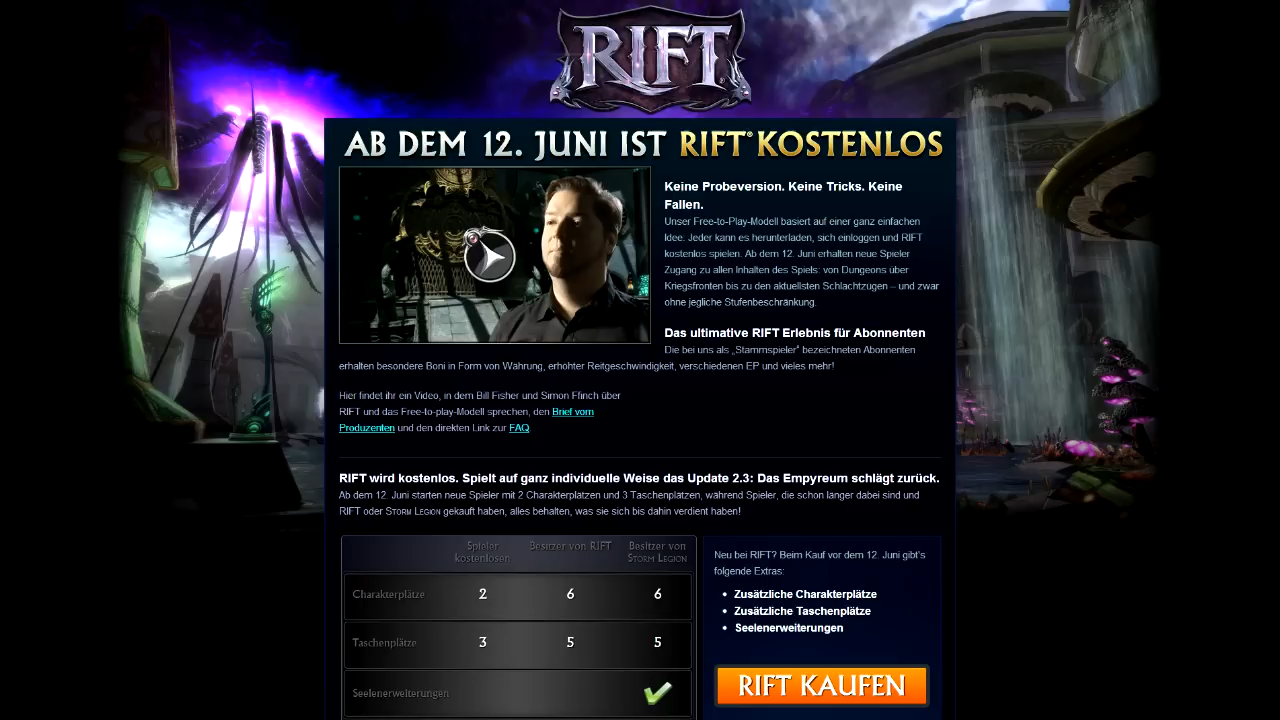 RIFT
AB DEM 12. JUNI IST RIFT® KOSTENLOS
Keine Probeversion. Keine Tricks. Keine
Fallen.
Unser Free-to-Play-Modell basiert auf einer ganz einfachen
Idee: Jeder kann es herunterladen, sich einloggen und RIFT
kostenlos spielen. Ab dem 12. Juni erhalten neue Spieler
Zugang zu allen Inhalten des Spiels: von Dungeons über
Kriegsfronten bis zu den aktuellsten Schlachtzügen – und zwar
ohne jegliche Stufenbeschränkung.
Das ultimative RIFT Erlebnis für Abonnenten
Die bei uns als „Stammspieler“ bezeichneten Abonnenten
erhalten besondere Boni in Form von Währung, erhöhter Reitgeschwindigkeit, verschiedenen EP und vieles mehr!
Hier findet ihr ein Video, in dem Bill Fisher und Simon Ffinch über
RIFT und das Free-to-play-Modell sprechen, den Brief vom
Produzenten und den direkten Link zur FAQ.
RIFT wird kostenlos. Spielt auf ganz individuelle Weise das Update 2.3: Das Empyreum schlägt zurück.
Ab dem 12. Juni starten neue Spieler mit 2 Charakterplätzen und 3 Taschenplätzen, während Spieler, die schon länger dabei sind und
RIFT oder STORM LEGION gekauft haben, alles behalten, was sie sich bis dahin verdient haben!
Spieler
kostenlosen
Besitzer von RIFT
Besitzer von
STORM LEGION
Charakterplätze 2 6 6
Taschenplätze 3 5 5
Seelenerweiterungen
Neu bei RIFT? Beim Kauf vor dem 12. Juni gibt's
folgende Extras:
• Zusätzliche Charakterplätze
• Zusätzliche Taschenplätze
• Seelenerweiterungen
RIFT KAUFEN